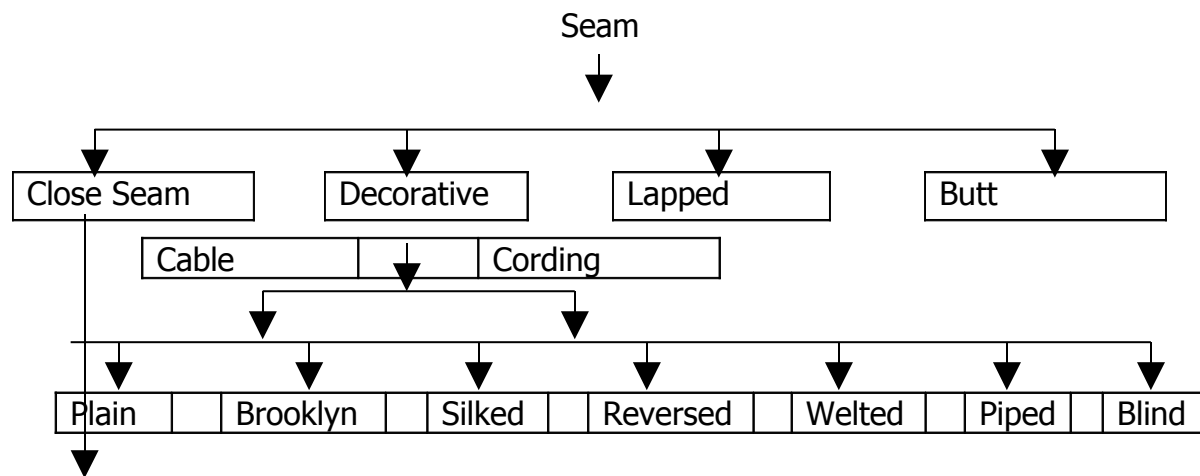 Seam
Close Seam Decorative Lapped Butt
Cable Cording
Plain Brooklyn Silked Reversed Welted Piped Blind